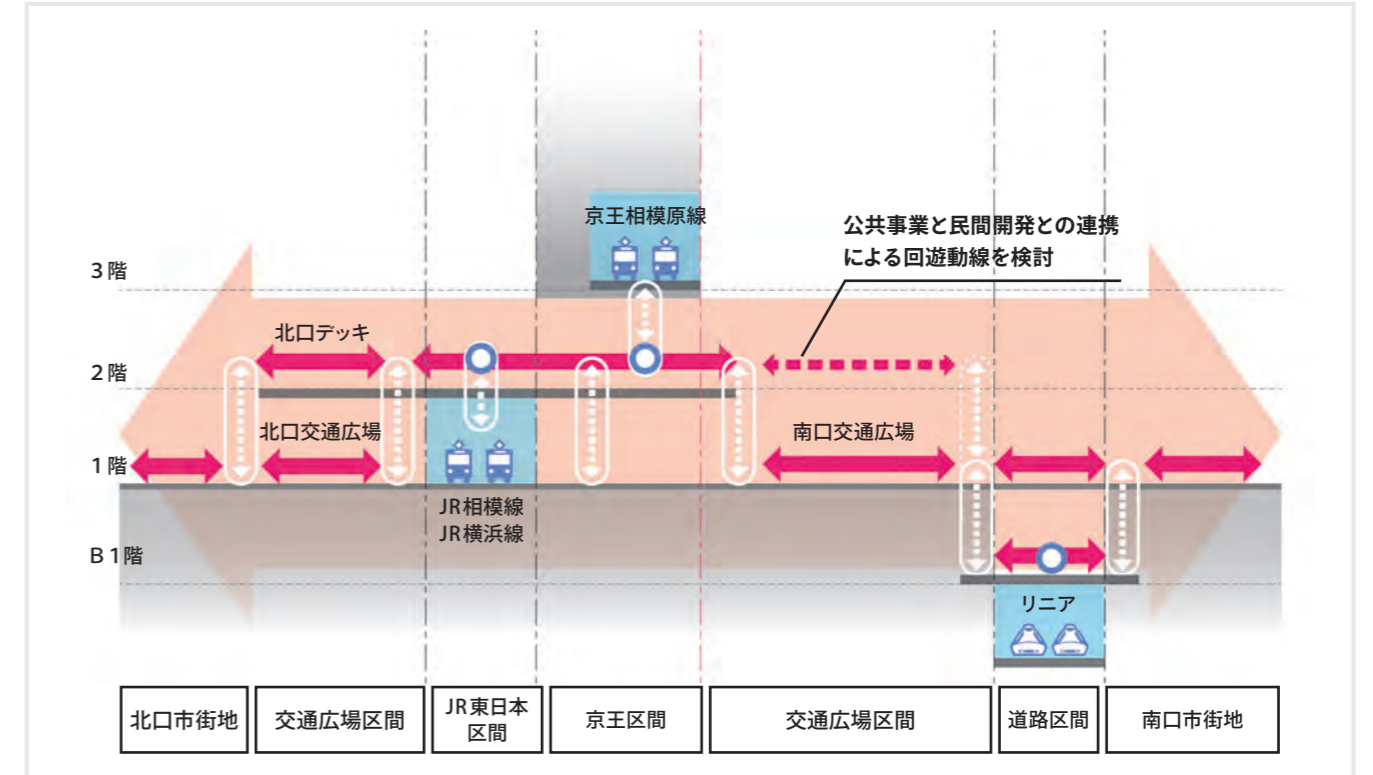 京王相模原線
公共事業と民間開発との連携
による回遊動線を検討
3階
北口デッキ
2階
北口交通広場
南口交通広場
1階
JR相模線
JR横浜線
B1階
リニア
北口市街地
交通広場区間
JR東日本
区間
京王区間
交通広場区間
道路区間
南口市街地